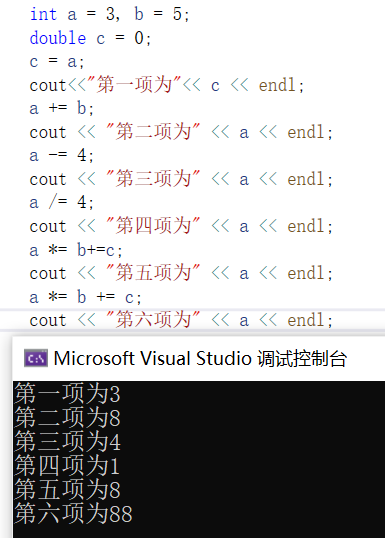 int a = 3, b = 5;
double c = 0;
c = a;
cout<<"第一项为"<< c << endl;
a += b;
cout << "第二项为" << a << endl;
a -= 4;
cout << "第三项为" << a << endl;
a /= 4;
cout << "第四项为" << a << endl;
a *= b+=c;
cout << "第五项为" << a << endl;
a *= b += c;
cout << "第六项为" << a << endl;
C:\ Microsoft Visual Studio 调试控制台
第一项为3
第二项为8
第三项为4
第四项为1
第五项为8
第六项为88